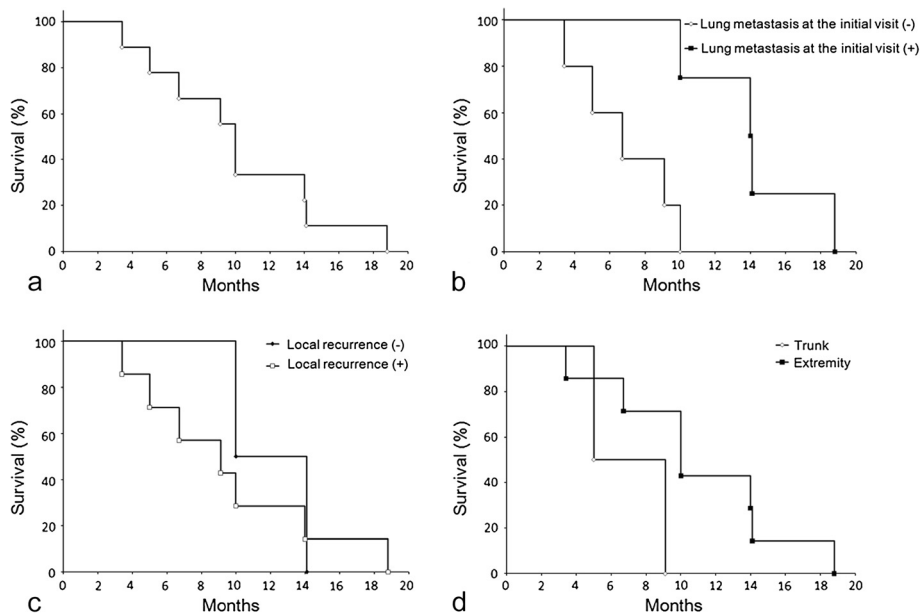 Survival (%)
100
80
60
40
20
0
0 2 4 6 8 10 12 14 16 18 20
Months
a
Survival (%)
100
80
60
40
20
0
0 2 4 6 8 10 12 14 16 18 20
Months
b
Lung metastasis at the initial visit (-)
Lung metastasis at the initial visit (+)
Survival (%)
100
80
60
40
20
0
0 2 4 6 8 10 12 14 16 18 20
Months
c
Local recurrence (-)
Local recurrence (+)
Survival (%)
100
80
60
40
20
0
0 2 4 6 8 10 12 14 16 18 20
Months
d
Trunk
Extremity